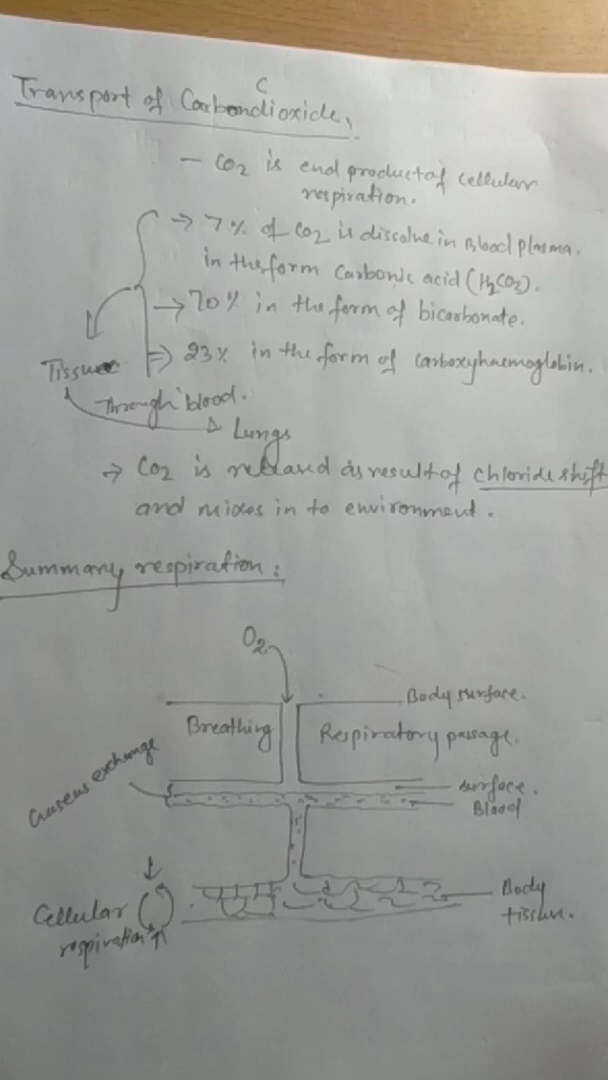 C
Transport of Carbondioxide,
- CO2 is end product of cellular
respiration.
→ 7% of CO2 is dissolve in Blood plasma.
in the form Carbonic acid (H2CO2).
→ 70% in the form of bicarbonate.
⇒ 23% in the form of carboxyhaemoglobin.
Tissue
Through blood.
Lungs
→ CO2 is as result of chloride shift
and mixes in to environment.
Summary respiration:
O2
Body surface.
Breathing Respiratory passage.
Gaseus exchange
surface.
Blood
Cellular
respiration
Body
tissue.